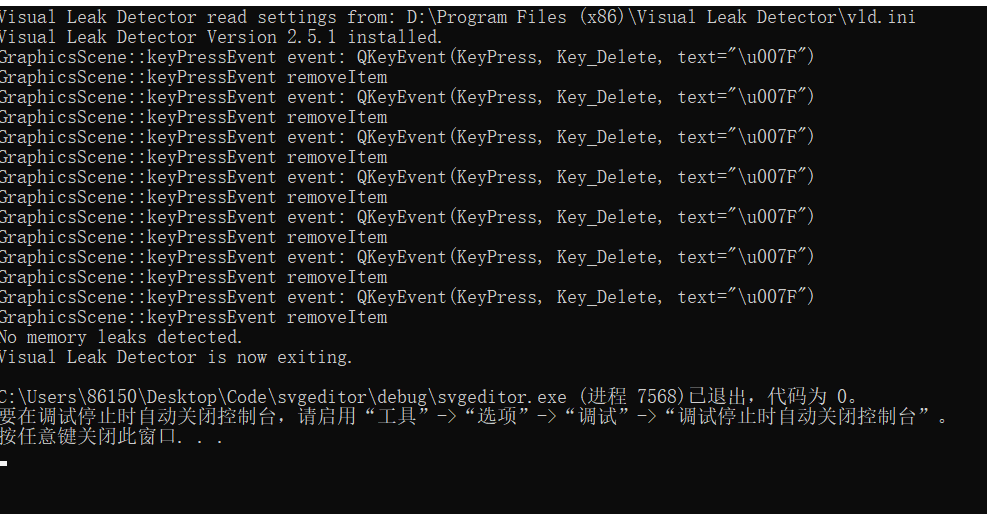 Visual Leak Detector read settings from: D:\Program Files (x86)\Visual Leak Detector\vld.ini
Visual Leak Detector Version 2.5.1 installed.
GraphicsScene::keyPressEvent event: QKeyEvent(KeyPress, Key_Delete, text="\u007F")
GraphicsScene::keyPressEvent removeItem
GraphicsScene::keyPressEvent event: QKeyEvent(KeyPress, Key_Delete, text="\u007F")
GraphicsScene::keyPressEvent removeItem
GraphicsScene::keyPressEvent event: QKeyEvent(KeyPress, Key_Delete, text="\u007F")
GraphicsScene::keyPressEvent removeItem
GraphicsScene::keyPressEvent event: QKeyEvent(KeyPress, Key_Delete, text="\u007F")
GraphicsScene::keyPressEvent removeItem
GraphicsScene::keyPressEvent event: QKeyEvent(KeyPress, Key_Delete, text="\u007F")
GraphicsScene::keyPressEvent removeItem
GraphicsScene::keyPressEvent event: QKeyEvent(KeyPress, Key_Delete, text="\u007F")
GraphicsScene::keyPressEvent removeItem
GraphicsScene::keyPressEvent event: QKeyEvent(KeyPress, Key_Delete, text="\u007F")
GraphicsScene::keyPressEvent removeItem
No memory leaks detected.
Visual Leak Detector is now exiting.
C:\Users\86150\Desktop\Code\svgeditor\debug\svgeditor.exe (进程 7568)已退出，代码为 0。
要在调试停止时自动关闭控制台，请启用“工具”->“选项”->“调试”->“调试停止时自动关闭控制台”。
按任意键关闭此窗口. . .